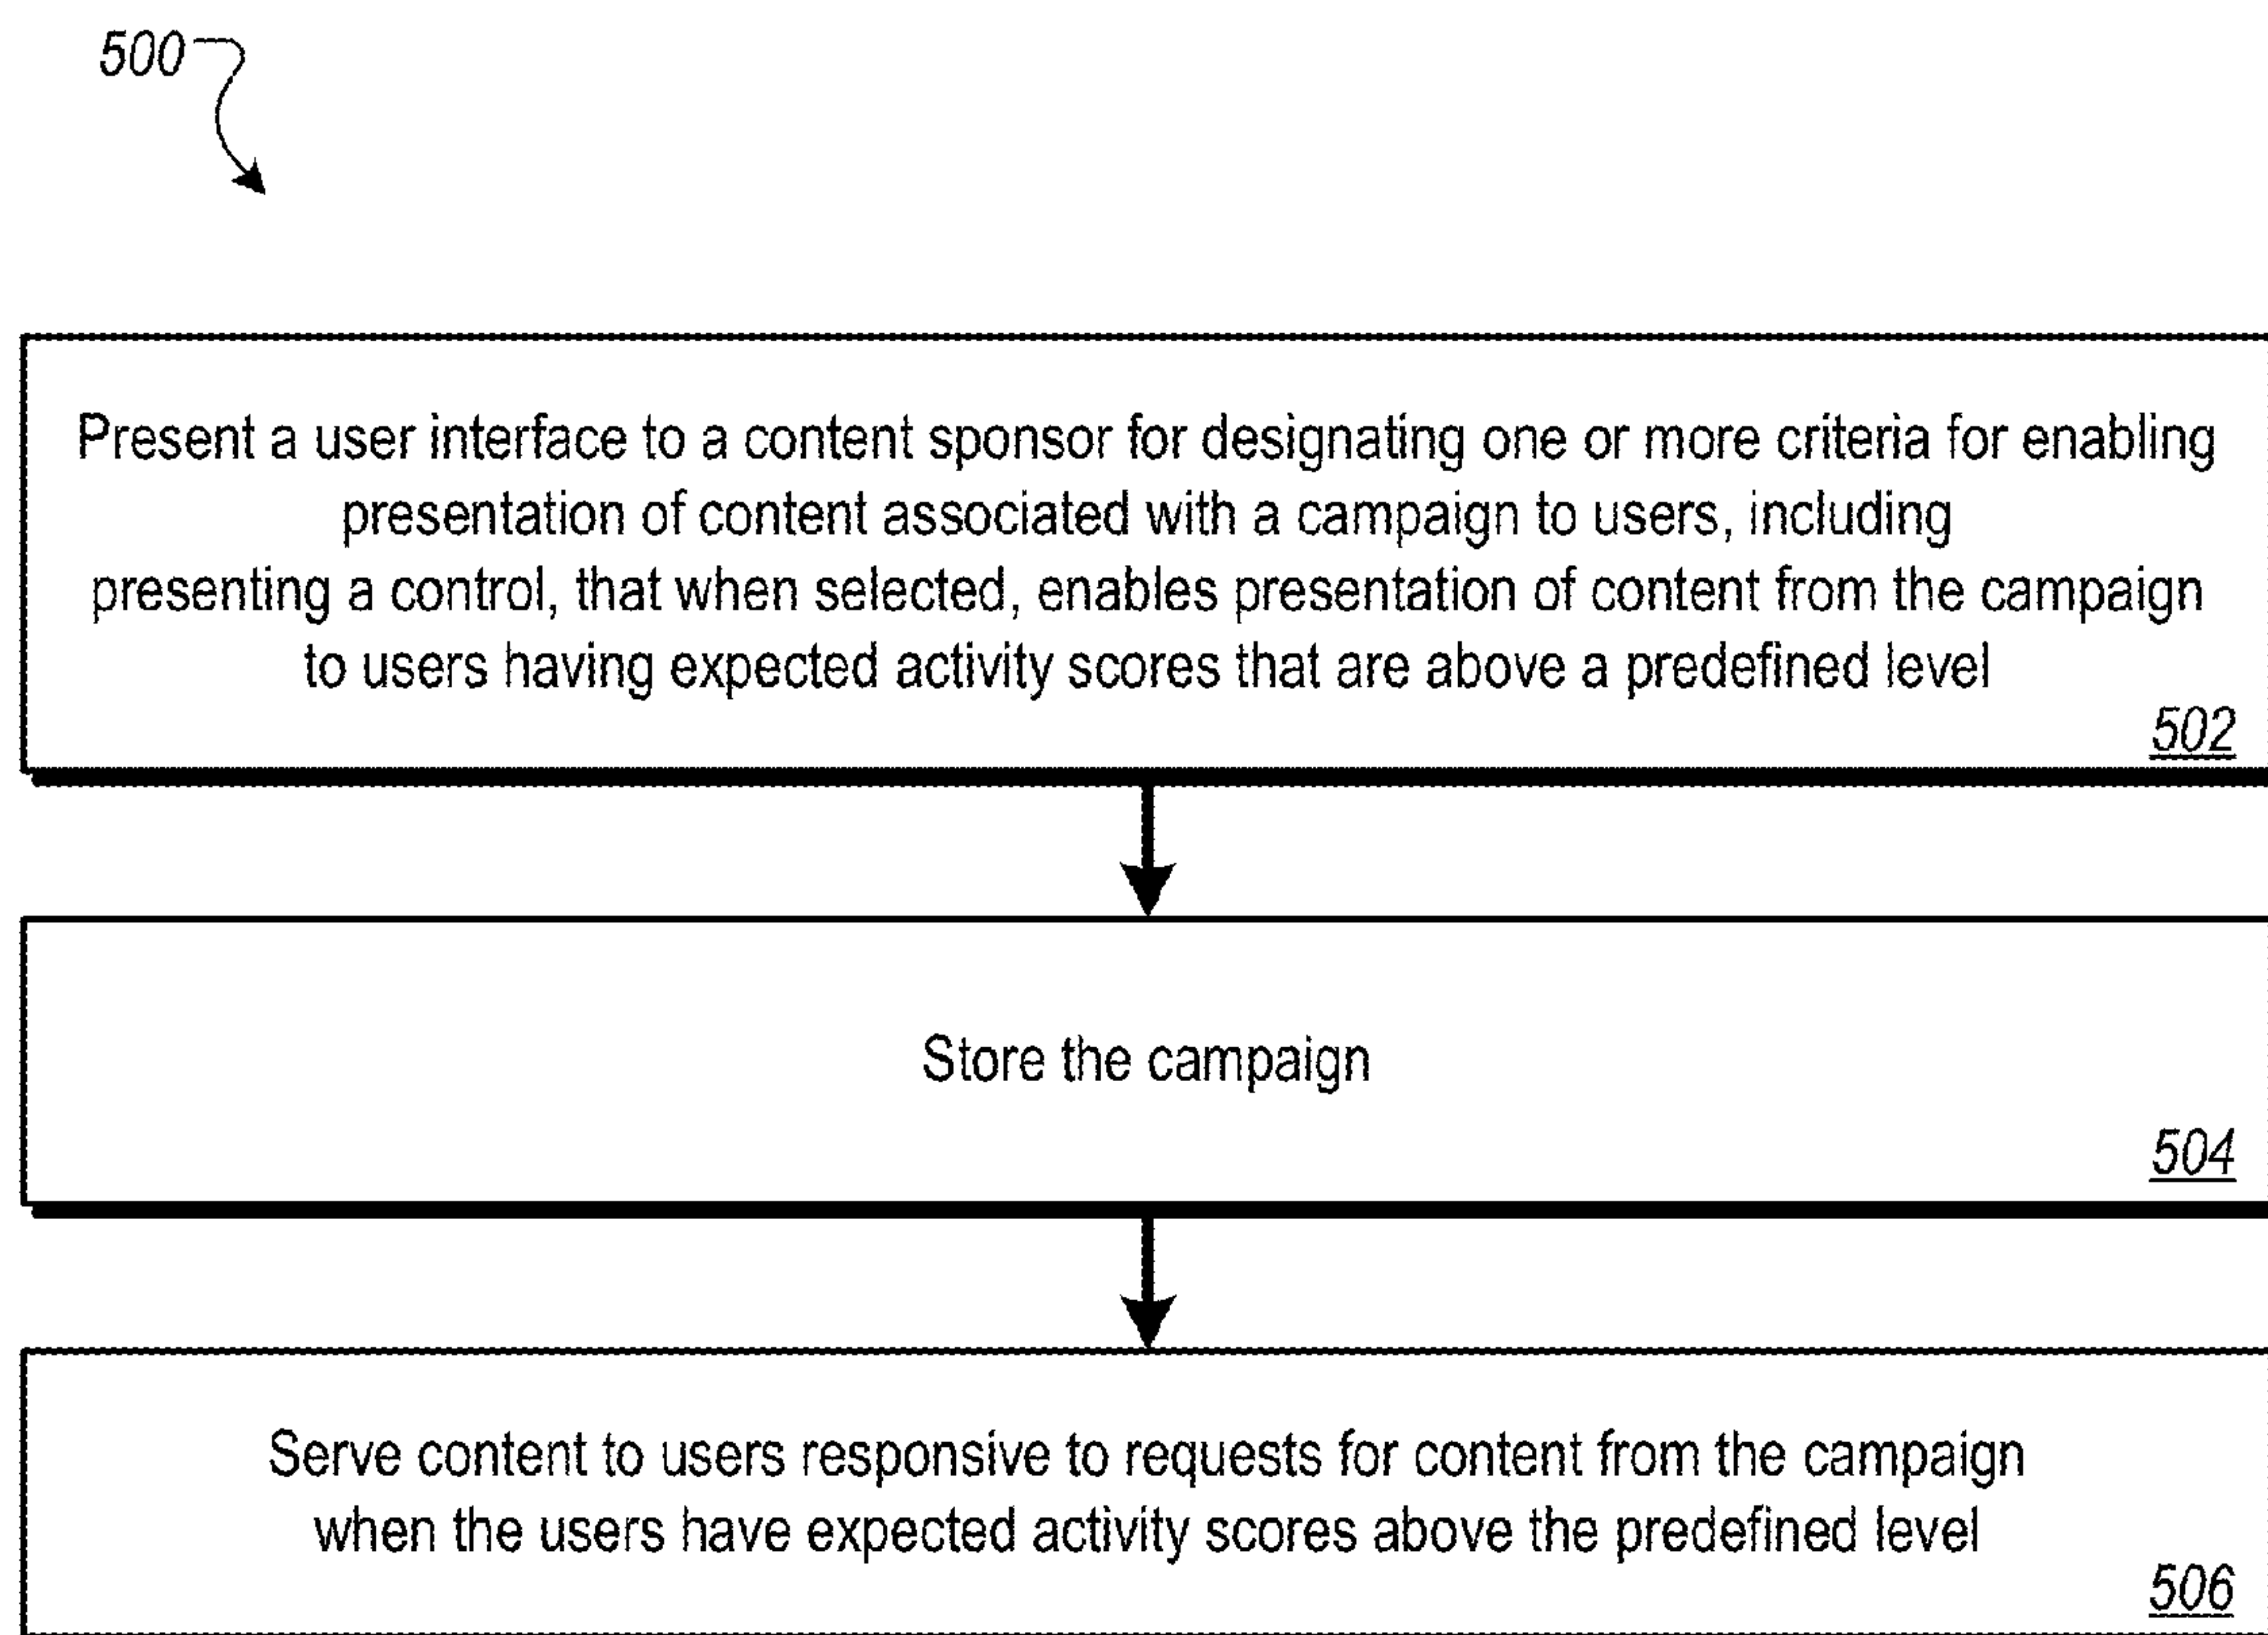 500
Present a user interface to a content sponsor for designating one or more criteria for enabling
presentation of content associated with a campaign to users, including
presenting a control, that when selected, enables presentation of content from the campaign
to users having expected activity scores that are above a predefined level
502
Store the campaign
504
Serve content to users responsive to requests for content from the campaign
when the users have expected activity scores above the predefined level
506